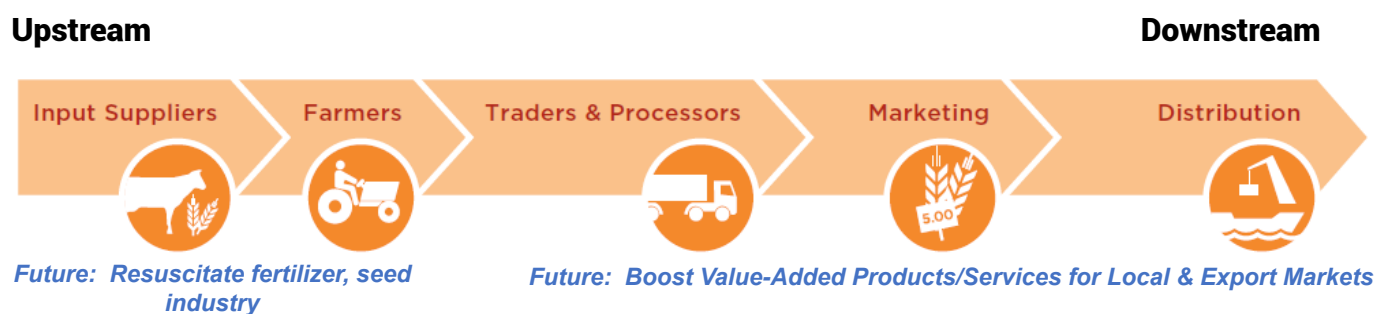 Upstream
Downstream
Input Suppliers
Farmers
Traders & Processors
Marketing
Distribution
5.00
Future:  Resuscitate fertilizer, seed
industry
Future:  Boost Value-Added Products/Services for Local & Export Markets